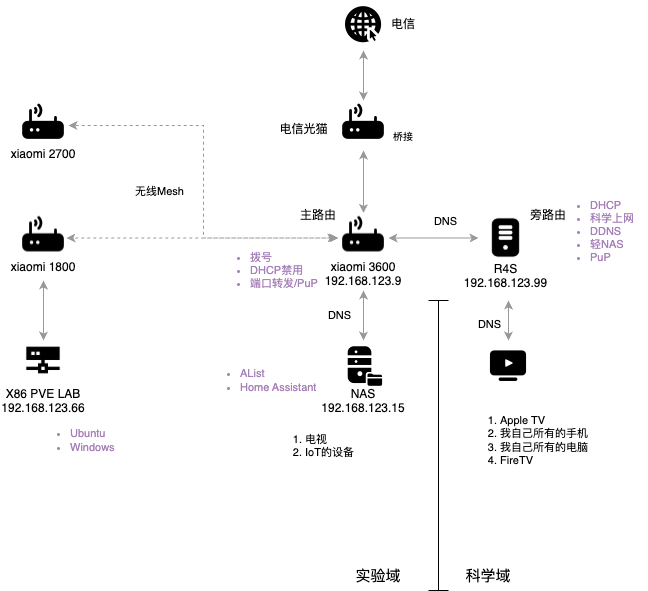 电信
电信光猫
桥接
xiaomi 2700
无线Mesh
主路由
DNS
旁路由
• DHCP
• 科学上网
• DDNS
• 轻NAS
• PuP
xiaomi 1800
• 拨号
• DHCP禁用
• 端口转发/PuP
xiaomi 3600
192.168.123.9
R4S
192.168.123.99
DNS
DNS
X86 PVE LAB
192.168.123.66
• Ubuntu
• Windows
• AList
• Home Assistant
NAS
192.168.123.15
1. 电视
2. IoT的设备
1. Apple TV
2. 我自己所有的手机
3. 我自己所有的电脑
4. FireTV
实验域
科学域